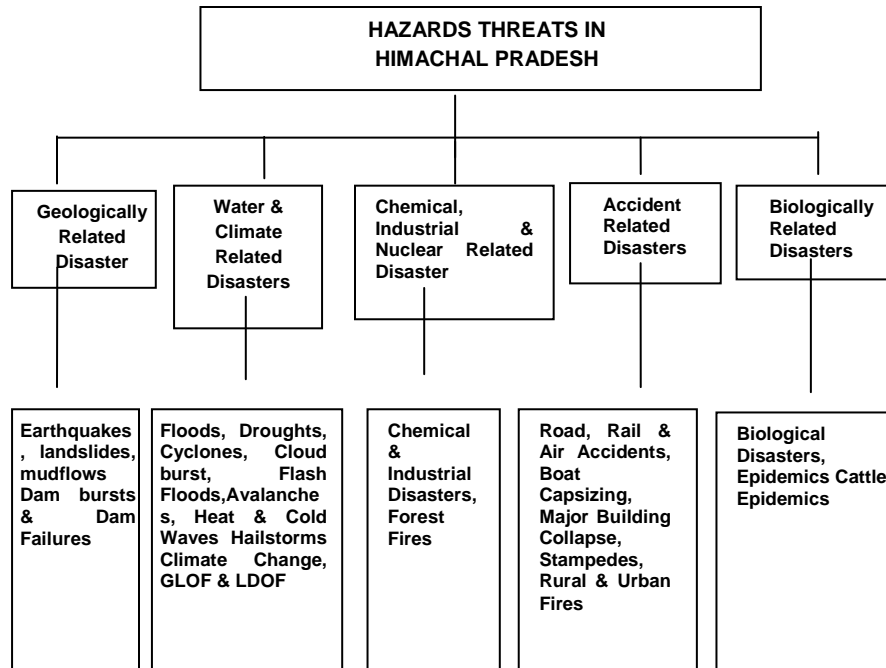 HAZARDS THREATS IN
HIMACHAL PRADESH
Geologically
Related
Disaster
Water &
Climate
Related
Disasters
Chemical,
Industrial &
Nuclear Related
Disaster
Accident
Related
Disasters
Biologically
Related
Disasters
Earthquakes
, landslides,
mudflows
Dam bursts
& Dam
Failures
Floods, Droughts,
Cyclones, Cloud
burst, Flash
Floods,Avalanche
s, Heat & Cold
Waves Hailstorms
Climate Change,
GLOF & LDOF
Chemical
&
Industrial
Disasters,
Forest
Fires
Road, Rail &
Air Accidents,
Boat
Capsizing,
Major Building
Collapse,
Stampedes,
Rural & Urban
Fires
Biological
Disasters,
Epidemics Cattle
Epidemics